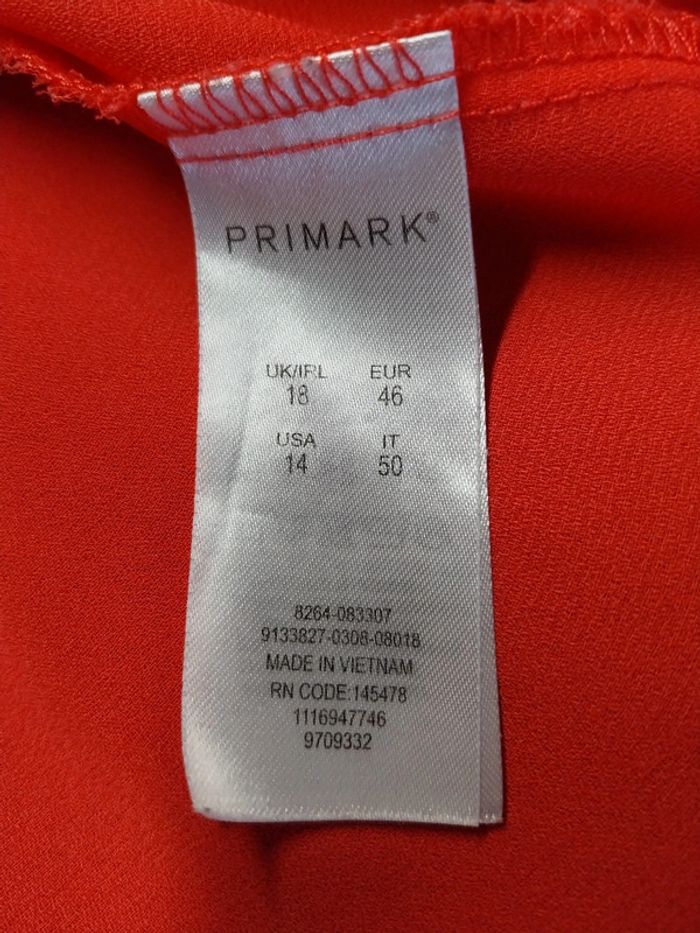 PRIMARK®
UK/IRL EUR
18 46
USA IT
14 50
8264-083307
9133827-0308-08018
MADE IN VIETNAM
RN CODE:145478
1116947746
9709332